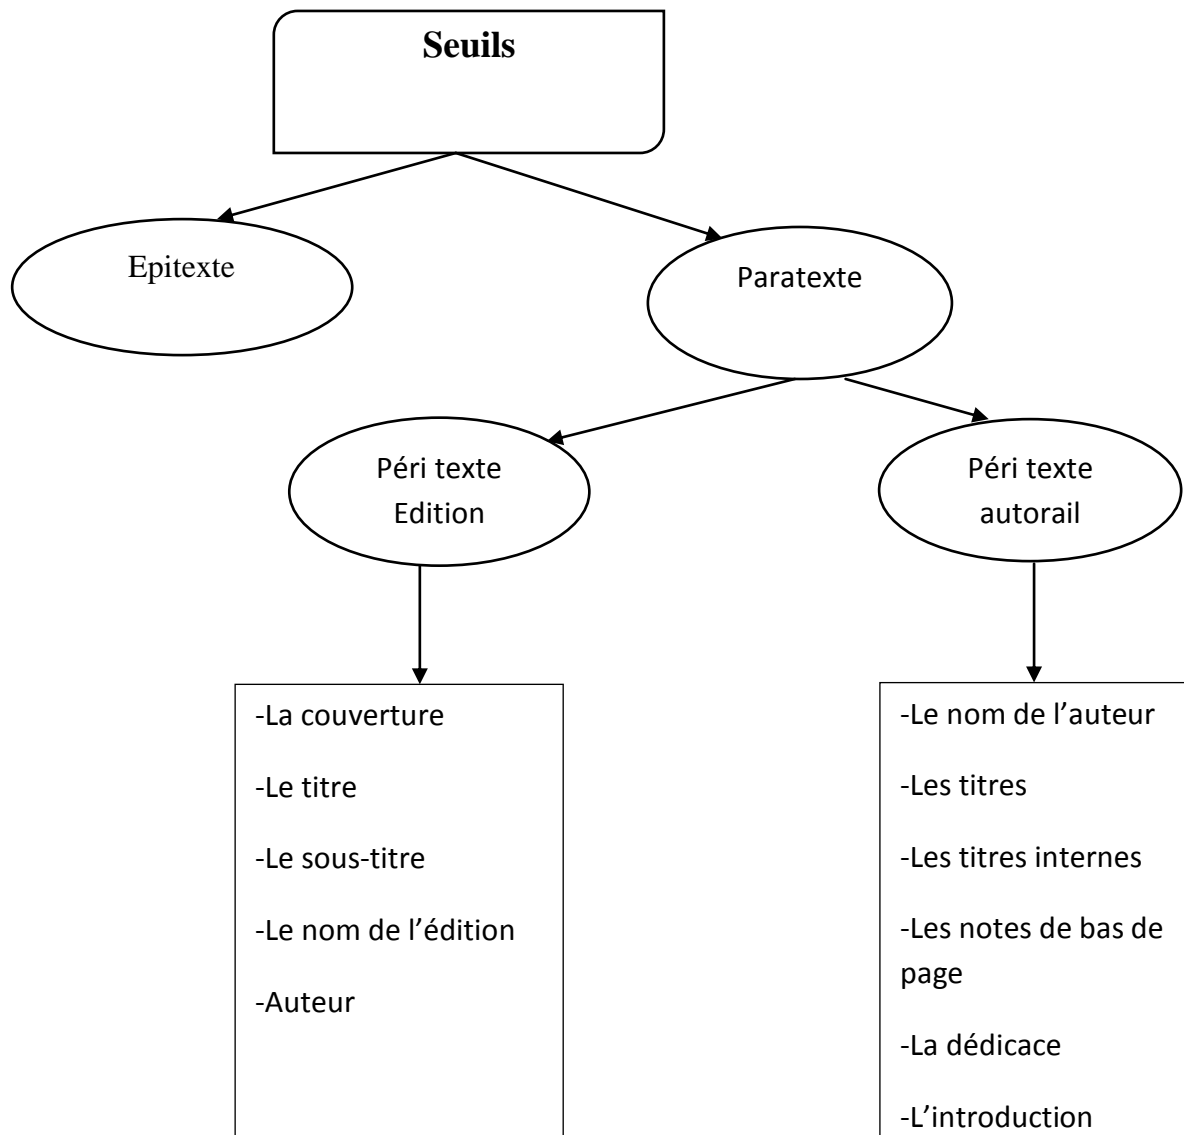 Seuils
Epitexte
Paratexte
Péri texte
Edition
Péri texte
autorail
-La couverture
-Le titre
-Le sous-titre
-Le nom de l’édition
-Auteur
-Le nom de l’auteur
-Les titres
-Les titres internes
-Les notes de bas de
page
-La dédicace
-L’introduction